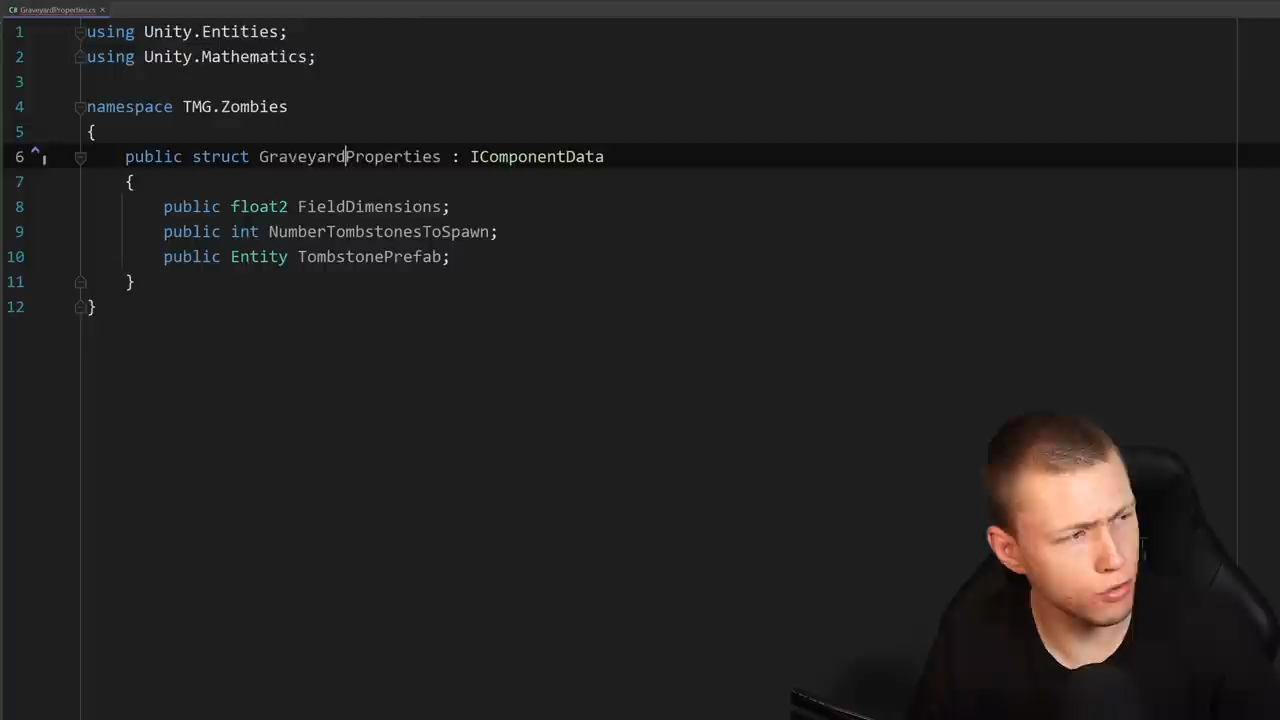 C# GraveyardProperties.cs ×
1 using Unity.Entities;
2 using Unity.Mathematics;
3
4 namespace TMG.Zombies
5 {
6 public struct GraveyardProperties : IComponentData
7 {
8 public float2 FieldDimensions;
9 public int NumberTombstonesToSpawn;
10 public Entity TombstonePrefab;
11 }
12 }